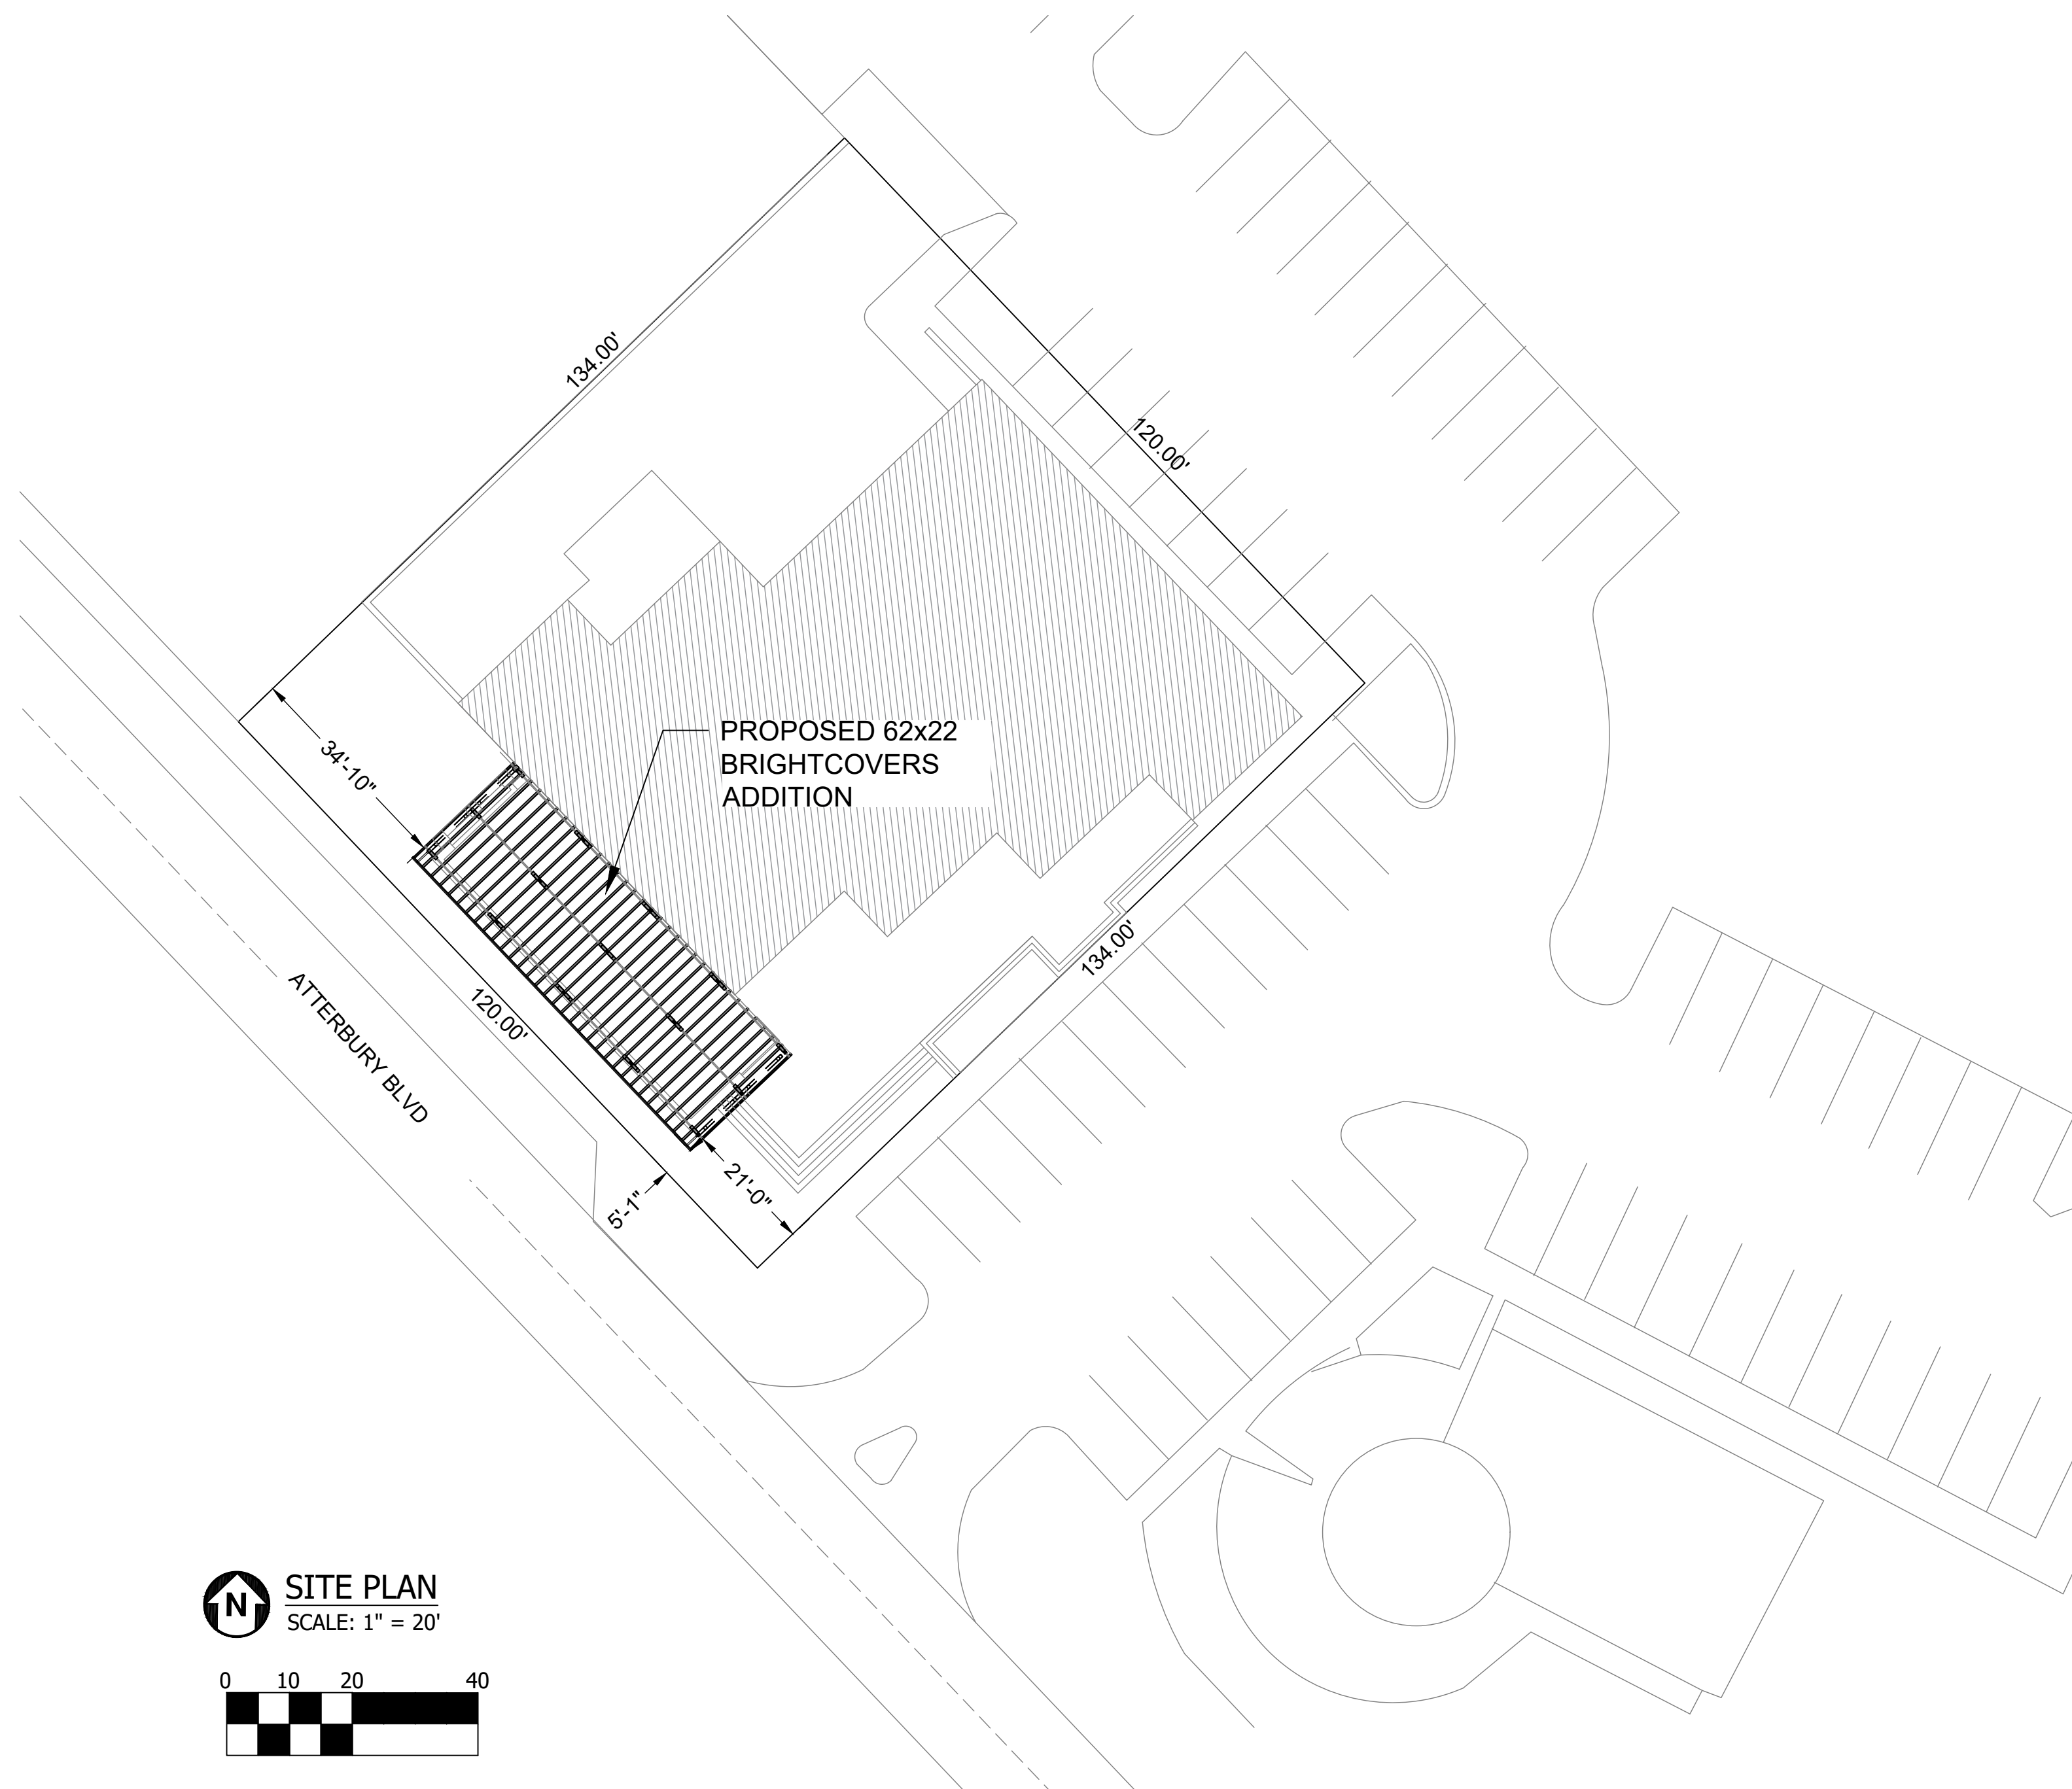 134.00'
120.00'
PROPOSED 62x22
BRIGHTCOVERS
ADDITION
34'-10"
134.00'
120.00'
ATTERBURY BLVD
21'-0"
5'-1"
N
SITE PLAN
SCALE: 1" = 20'
0 10 20 40